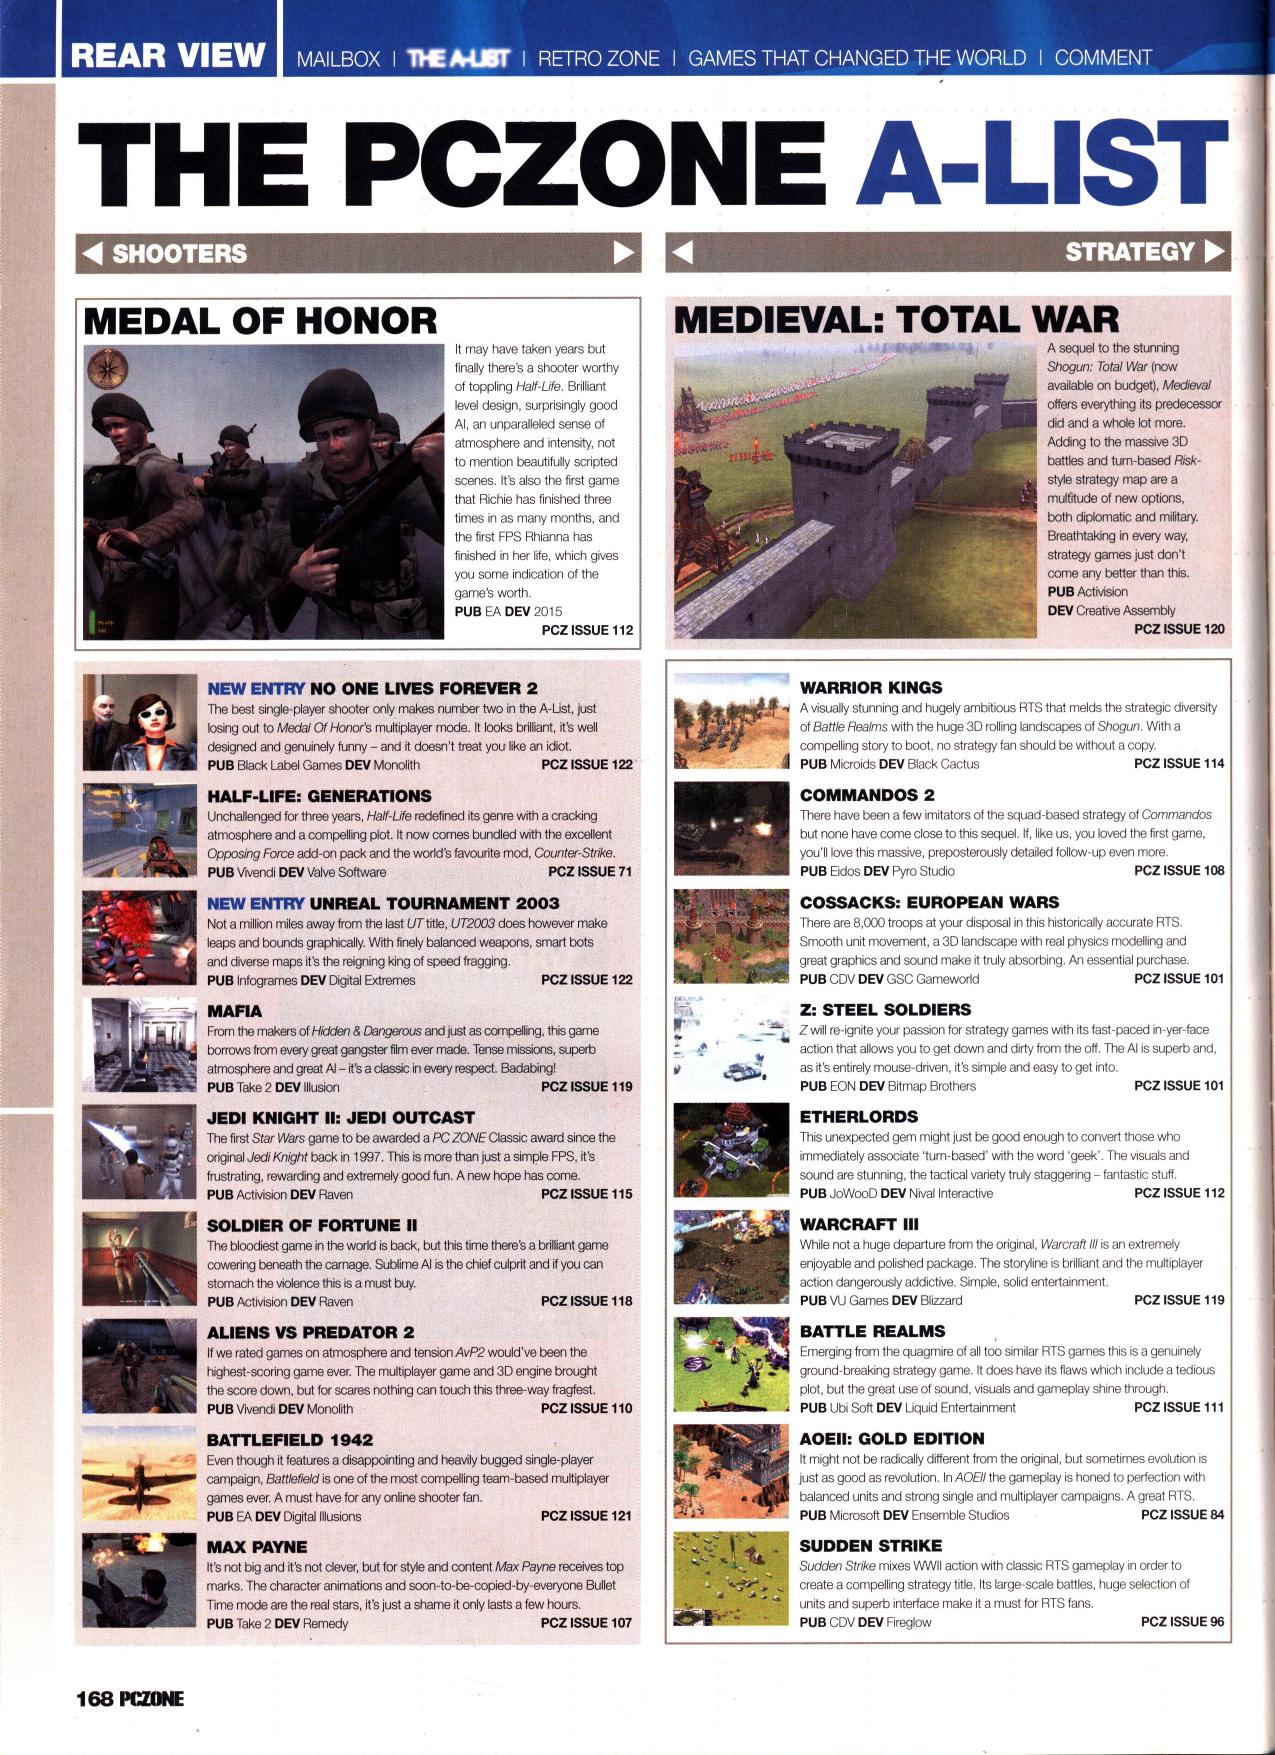 REAR VIEW
MAILBOX | THE A-LIST | RETRO ZONE | GAMES THAT CHANGED THE WORLD | COMMENT
THE PCZONE A-LIST
SHOOTERS
MEDAL OF HONOR
It may have taken years but
finally there's a shooter worthy
of toppling Half-Life. Brilliant
level design, surprisingly good
AI, an unparalleled sense of
atmosphere and intensity, not
to mention beautifully scripted
scenes. It's also the first game
that Richie has finished three
times in as many months, and
the first FPS Rhianna has
finished in her life, which gives
you some indication of the
game's worth.
PUB EA DEV 2015
PCZ ISSUE 112
NEW ENTRY NO ONE LIVES FOREVER 2
The best single-player shooter only makes number two in the A-List, just
losing out to Medal Of Honor's multiplayer mode. It looks brilliant, it's well
designed and genuinely funny – and it doesn't treat you like an idiot.
PUB Black Label Games DEV Monolith PCZ ISSUE 122
HALF-LIFE: GENERATIONS
Unchallenged for three years, Half-Life redefined its genre with a cracking
atmosphere and a compelling plot. It now comes bundled with the excellent
Opposing Force add-on pack and the world's favourite mod, Counter-Strike.
PUB Vivendi DEV Valve Software PCZ ISSUE 71
NEW ENTRY UNREAL TOURNAMENT 2003
Not a million miles away from the last UT title, UT2003 does however make
leaps and bounds graphically. With finely balanced weapons, smart bots
and diverse maps it's the reigning king of speed fragging.
PUB Infogrames DEV Digital Extremes PCZ ISSUE 122
MAFIA
From the makers of Hidden & Dangerous and just as compelling, this game
borrows from every great gangster film ever made. Tense missions, superb
atmosphere and great AI – it's a classic in every respect. Badabing!
PUB Take 2 DEV Illusion PCZ ISSUE 119
JEDI KNIGHT II: JEDI OUTCAST
The first Star Wars game to be awarded a PC ZONE Classic award since the
original Jedi Knight back in 1997. This is more than just a simple FPS, it's
frustrating, rewarding and extremely good fun. A new hope has come.
PUB Activision DEV Raven PCZ ISSUE 115
SOLDIER OF FORTUNE II
The bloodiest game in the world is back, but this time there's a brilliant game
cowering beneath the carnage. Sublime AI is the chief culprit and if you can
stomach the violence this is a must buy.
PUB Activision DEV Raven PCZ ISSUE 118
ALIENS VS PREDATOR 2
If we rated games on atmosphere and tension AvP2 would've been the
highest-scoring game ever. The multiplayer game and 3D engine brought
the score down, but for scares nothing can touch this three-way fragfest.
PUB Vivendi DEV Monolith PCZ ISSUE 110
BATTLEFIELD 1942
Even though it features a disappointing and heavily bugged single-player
campaign, Battlefield is one of the most compelling team-based multiplayer
games ever. A must have for any online shooter fan.
PUB EA DEV Digital Illusions PCZ ISSUE 121
MAX PAYNE
It's not big and it's not clever, but for style and content Max Payne receives top
marks. The character animations and soon-to-be-copied-by-everyone Bullet
Time mode are the real stars, it's just a shame it only lasts a few hours.
PUB Take 2 DEV Remedy PCZ ISSUE 107
STRATEGY
MEDIEVAL: TOTAL WAR
A sequel to the stunning
Shogun: Total War (now
available on budget), Medieval
offers everything its predecessor
did and a whole lot more.
Adding to the massive 3D
battles and turn-based Risk-
style strategy map are a
multitude of new options,
both diplomatic and military.
Breathtaking in every way,
strategy games just don't
come any better than this.
PUB Activision
DEV Creative Assembly
PCZ ISSUE 120
WARRIOR KINGS
A visually stunning and hugely ambitious RTS that melds the strategic diversity
of Battle Realms with the huge 3D rolling landscapes of Shogun. With a
compelling story to boot, no strategy fan should be without a copy.
PUB Microids DEV Black Cactus PCZ ISSUE 114
COMMANDOS 2
There have been a few imitators of the squad-based strategy of Commandos
but none have come close to this sequel. If, like us, you loved the first game,
you'll love this massive, preposterously detailed follow-up even more.
PUB Eidos DEV Pyro Studio PCZ ISSUE 108
COSSACKS: EUROPEAN WARS
There are 8,000 troops at your disposal in this historically accurate RTS.
Smooth unit movement, a 3D landscape with real physics modelling and
great graphics and sound make it truly absorbing. An essential purchase.
PUB CDV DEV GSC Gameworld PCZ ISSUE 101
Z: STEEL SOLDIERS
Z will re-ignite your passion for strategy games with its fast-paced in-yer-face
action that allows you to get down and dirty from the off. The AI is superb and,
as it's entirely mouse-driven, it's simple and easy to get into.
PUB EON DEV Bitmap Brothers PCZ ISSUE 101
ETHERLORDS
This unexpected gem might just be good enough to convert those who
immediately associate 'turn-based' with the word 'geek'. The visuals and
sound are stunning, the tactical variety truly staggering – fantastic stuff.
PUB JoWooD DEV Nival Interactive PCZ ISSUE 112
WARCRAFT III
While not a huge departure from the original, Warcraft III is an extremely
enjoyable and polished package. The storyline is brilliant and the multiplayer
action dangerously addictive. Simple, solid entertainment.
PUB VU Games DEV Blizzard PCZ ISSUE 119
BATTLE REALMS
Emerging from the quagmire of all too similar RTS games this is a genuinely
ground-breaking strategy game. It does have its flaws which include a tedious
plot, but the great use of sound, visuals and gameplay shine through.
PUB Ubi Soft DEV Liquid Entertainment PCZ ISSUE 111
AOEII: GOLD EDITION
It might not be radically different from the original, but sometimes evolution is
just as good as revolution. In AOEII the gameplay is honed to perfection with
balanced units and strong single and multiplayer campaigns. A great RTS.
PUB Microsoft DEV Ensemble Studios PCZ ISSUE 84
SUDDEN STRIKE
Sudden Strike mixes WWII action with classic RTS gameplay in order to
create a compelling strategy title. Its large-scale battles, huge selection of
units and superb interface make it a must for RTS fans.
PUB CDV DEV Fireglow PCZ ISSUE 96
168 PCZONE